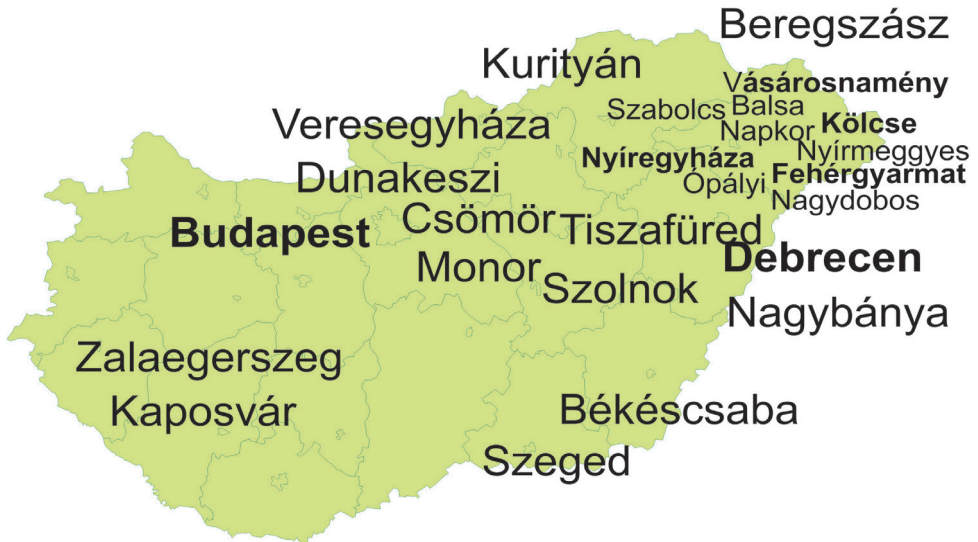 Beregszász
Kurityán
Vásárosnamény
Szabolcs Balsa
Veresegyháza
Napkor Kölcse
Nyíregyháza Nyírmeggyes
Dunakeszi
Ópályi Fehérgyarmat
Nagydobos
Budapest Csömör Tiszafüred
Monor
Debrecen
Szolnok
Nagybánya
Zalaegerszeg
Kaposvár
Békéscsaba
Szeged